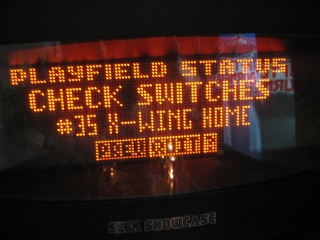 PLAYFIELD STATUS
CHECK SWITCHES
#35 X-WING HOME
SEGA SHOWCASE